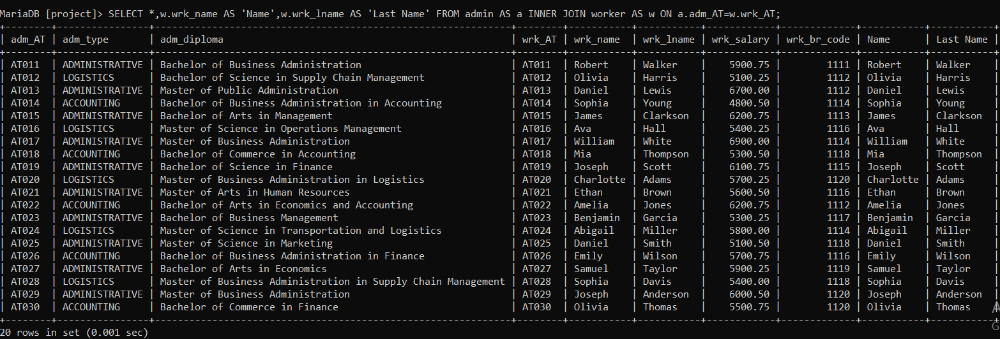 MariaDB [project]> SELECT *,w.wrk_name AS 'Name',w.wrk_lname AS 'Last Name' FROM admin AS a INNER JOIN worker AS w ON a.adm_AT=w.wrk_AT;
+--------+----------------+-------------------------------------------------------------+--------+-----------+-----------+------------+-------------+-----------+-----------+
| adm_AT | adm_type | adm_diploma | wrk_AT | wrk_name | wrk_lname | wrk_salary | wrk_br_code | Name | Last Name |
+--------+----------------+-------------------------------------------------------------+--------+-----------+-----------+------------+-------------+-----------+-----------+
| AT011 | ADMINISTRATIVE | Bachelor of Business Administration | AT011 | Robert | Walker | 5900.75 | 1111 | Robert | Walker |
| AT012 | LOGISTICS | Bachelor of Science in Supply Chain Management | AT012 | Olivia | Harris | 5100.25 | 1112 | Olivia | Harris |
| AT013 | ADMINISTRATIVE | Master of Public Administration | AT013 | Daniel | Lewis | 6700.00 | 1112 | Daniel | Lewis |
| AT014 | ACCOUNTING | Bachelor of Business Administration in Accounting | AT014 | Sophia | Young | 4800.50 | 1114 | Sophia | Young |
| AT015 | ADMINISTRATIVE | Bachelor of Arts in Management | AT015 | James | Clarkson | 6200.75 | 1113 | James | Clarkson |
| AT016 | LOGISTICS | Master of Science in Operations Management | AT016 | Ava | Hall | 5400.25 | 1116 | Ava | Hall |
| AT017 | ADMINISTRATIVE | Master of Business Administration | AT017 | William | White | 6900.00 | 1114 | William | White |
| AT018 | ACCOUNTING | Bachelor of Commerce in Accounting | AT018 | Mia | Thompson | 5300.50 | 1118 | Mia | Thompson |
| AT019 | ADMINISTRATIVE | Bachelor of Science in Finance | AT019 | Joseph | Scott | 6100.75 | 1115 | Joseph | Scott |
| AT020 | LOGISTICS | Master of Business Administration in Logistics | AT020 | Charlotte | Adams | 5700.25 | 1120 | Charlotte | Adams |
| AT021 | ADMINISTRATIVE | Master of Arts in Human Resources | AT021 | Ethan | Brown | 5600.50 | 1116 | Ethan | Brown |
| AT022 | ACCOUNTING | Bachelor of Arts in Economics and Accounting | AT022 | Amelia | Jones | 6200.75 | 1112 | Amelia | Jones |
| AT023 | ADMINISTRATIVE | Bachelor of Business Management | AT023 | Benjamin | Garcia | 5300.25 | 1117 | Benjamin | Garcia |
| AT024 | LOGISTICS | Master of Science in Transportation and Logistics | AT024 | Abigail | Miller | 5800.00 | 1114 | Abigail | Miller |
| AT025 | ADMINISTRATIVE | Master of Science in Marketing | AT025 | Daniel | Smith | 5100.50 | 1118 | Daniel | Smith |
| AT026 | ACCOUNTING | Bachelor of Business Administration in Finance | AT026 | Emily | Wilson | 5700.75 | 1116 | Emily | Wilson |
| AT027 | ADMINISTRATIVE | Bachelor of Arts in Economics | AT027 | Samuel | Taylor | 5900.25 | 1119 | Samuel | Taylor |
| AT028 | LOGISTICS | Master of Business Administration in Supply Chain Management | AT028 | Sophia | Davis | 5400.00 | 1118 | Sophia | Davis |
| AT029 | ADMINISTRATIVE | Master of Business Administration | AT029 | Joseph | Anderson | 6000.50 | 1120 | Joseph | Anderson |
| AT030 | ACCOUNTING | Bachelor of Commerce in Finance | AT030 | Olivia | Thomas | 5500.75 | 1120 | Olivia | Thomas |
+--------+----------------+-------------------------------------------------------------+--------+-----------+-----------+------------+-------------+-----------+-----------+
20 rows in set (0.001 sec)